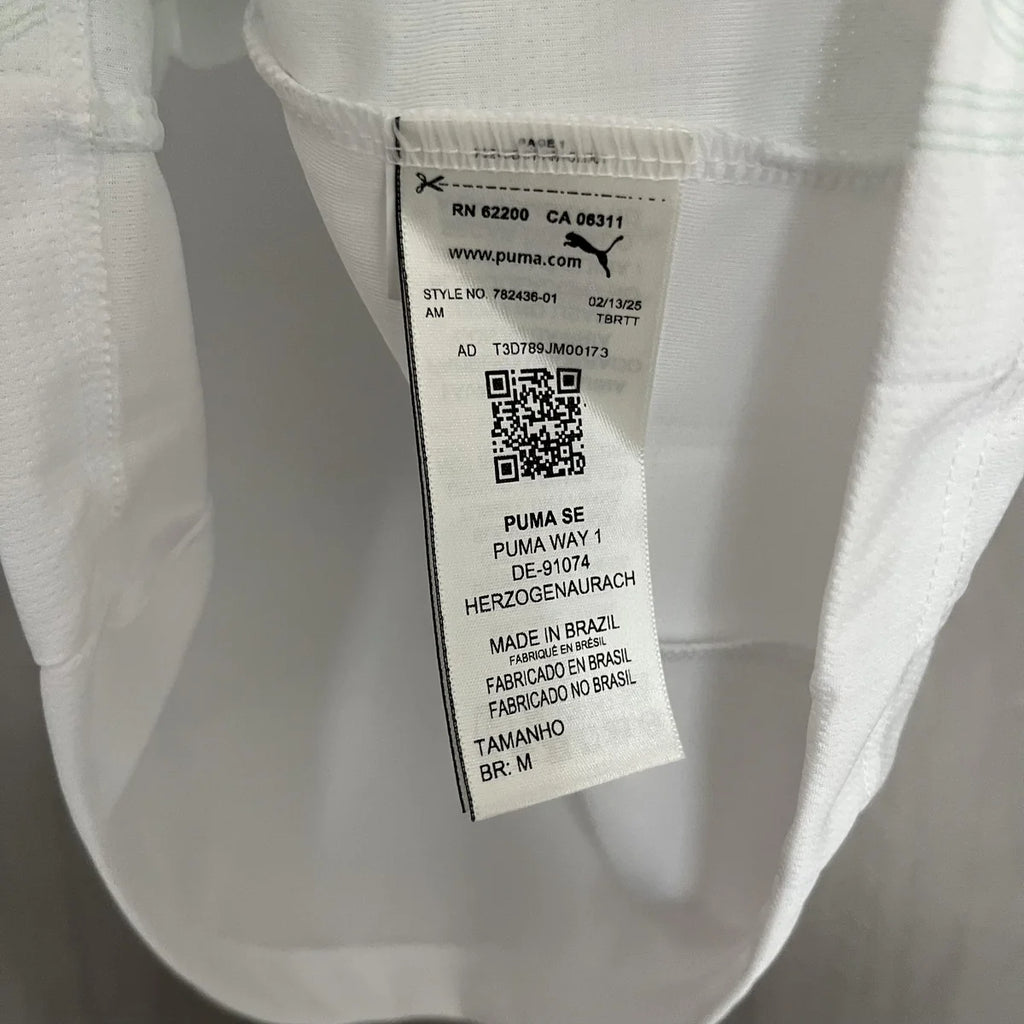 PAGE 1
RN 62200 CA 06311
www.puma.com
STYLE NO. 782436-01 02/13/25
AM TBRTT
AD T3D789JM00173
PUMA SE
PUMA WAY 1
DE-91074
HERZOGENAURACH
MADE IN BRAZIL
FABRIQUÉ EN BRÉSIL
FABRICADO EN BRASIL
FABRICADO NO BRASIL
TAMANHO
BR: M